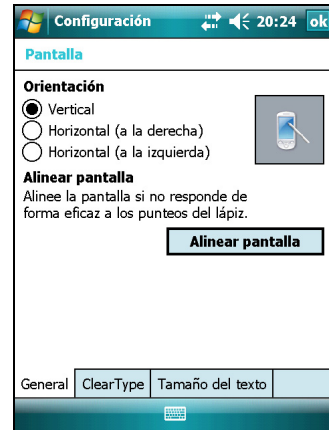 Configuración 20:24 ok
Pantalla
Orientación
Vertical
Horizontal (a la derecha)
Horizontal (a la izquierda)
Alinear pantalla
Alinee la pantalla si no responde de
forma eficaz a los punteos del lápiz.
Alinear pantalla
General ClearType Tamaño del texto